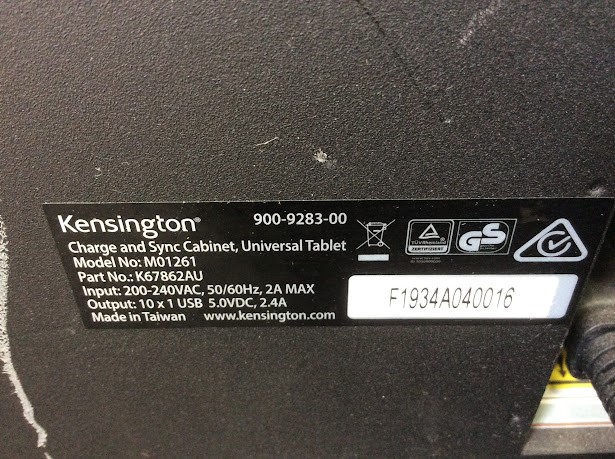 Kensington® 900-9283-00
Charge and Sync Cabinet, Universal Tablet
Model No: M01261
Part No.: K67862AU
Input: 200-240VAC, 50/60Hz, 2A MAX
Output: 10 x 1 USB 5.0VDC, 2.4A
Made in Taiwan www.kensington.com
TÜVRheinland
ZERTIFIZIERT
GS
F1934A040016